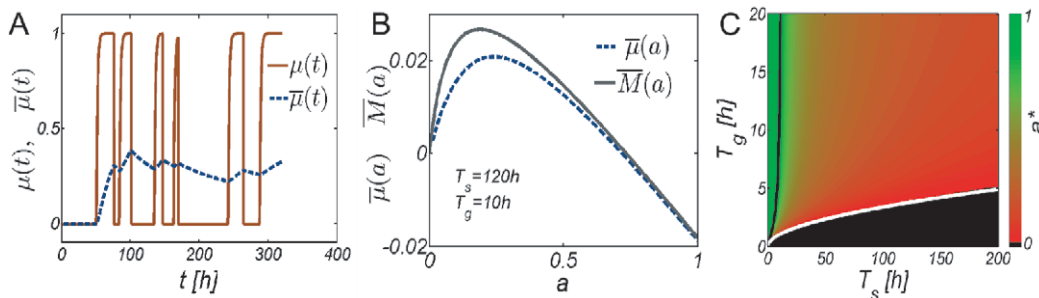 A
μ(t), μ̅(t)
1
0.5
0
μ(t)
μ̅(t)
0 100 200 300 400
t [h]
B
μ̅(a) M̅(a)
0.02
0
-0.02
μ̅(a)
M̅(a)
T_s=120h
T_g=10h
0 0.5 1
a
C
T_g [h]
20
15
10
5
0
0 50 100 150 200
T_s [h]
1
a*
0